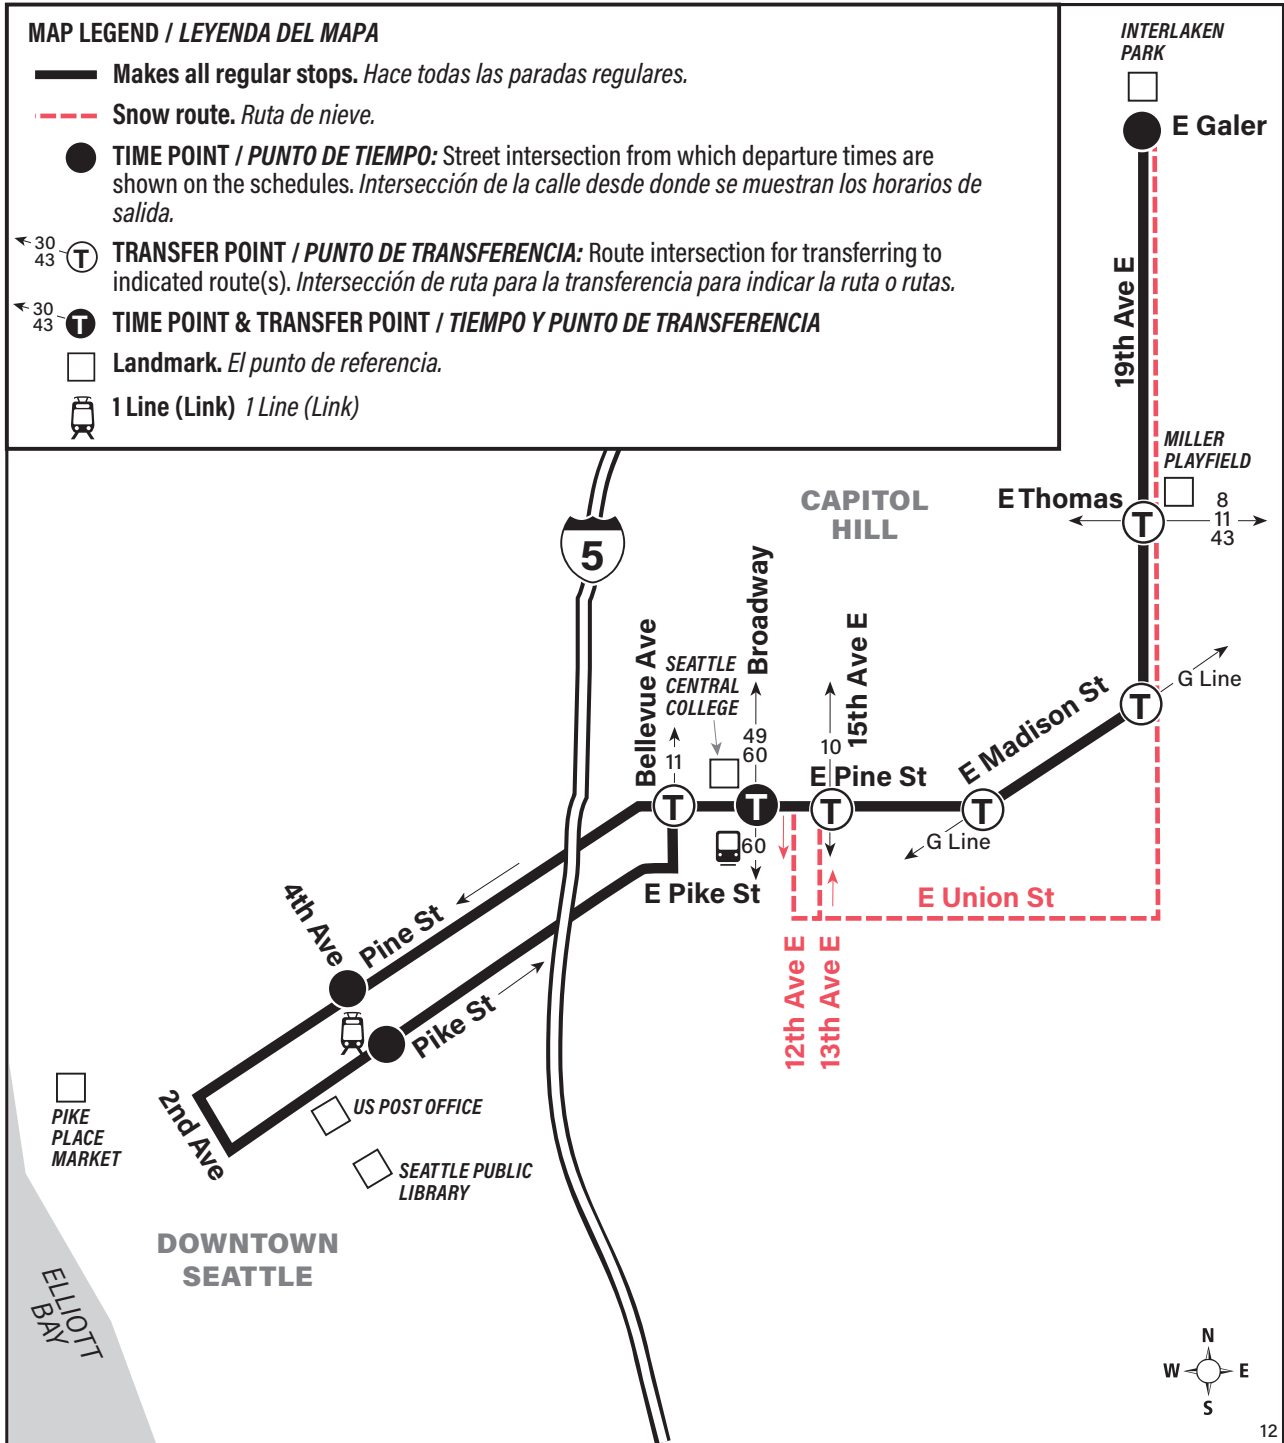 MAP LEGEND / LEYENDA DEL MAPA
Makes all regular stops. Hace todas las paradas regulares.
Snow route. Ruta de nieve.
TIME POINT / PUNTO DE TIEMPO: Street intersection from which departure times are
shown on the schedules. Intersección de la calle desde donde se muestran los horarios de
salida.
30
43
T
TRANSFER POINT / PUNTO DE TRANSFERENCIA: Route intersection for transferring to
indicated route(s). Intersección de ruta para la transferencia para indicar la ruta o rutas.
30
43
T
TIME POINT & TRANSFER POINT / TIEMPO Y PUNTO DE TRANSFERENCIA
Landmark. El punto de referencia.
1 Line (Link) 1 Line (Link)
INTERLAKEN
PARK
E Galer
19th Ave E
MILLER
PLAYFIELD
E Thomas
T
8
11
43
CAPITOL
HILL
5
Bellevue Ave
SEATTLE
CENTRAL
COLLEGE
Broadway
15th Ave E
11
49
60
10
E Pine St
E Madison St
G Line
T
T
T
T
T
60
G Line
E Pike St
E Union St
12th Ave E
13th Ave E
4th Ave
Pine St
Pike St
2nd Ave
PIKE
PLACE
MARKET
US POST OFFICE
SEATTLE PUBLIC
LIBRARY
DOWNTOWN
SEATTLE
ELLIOTT
BAY
N
W
E
S
12